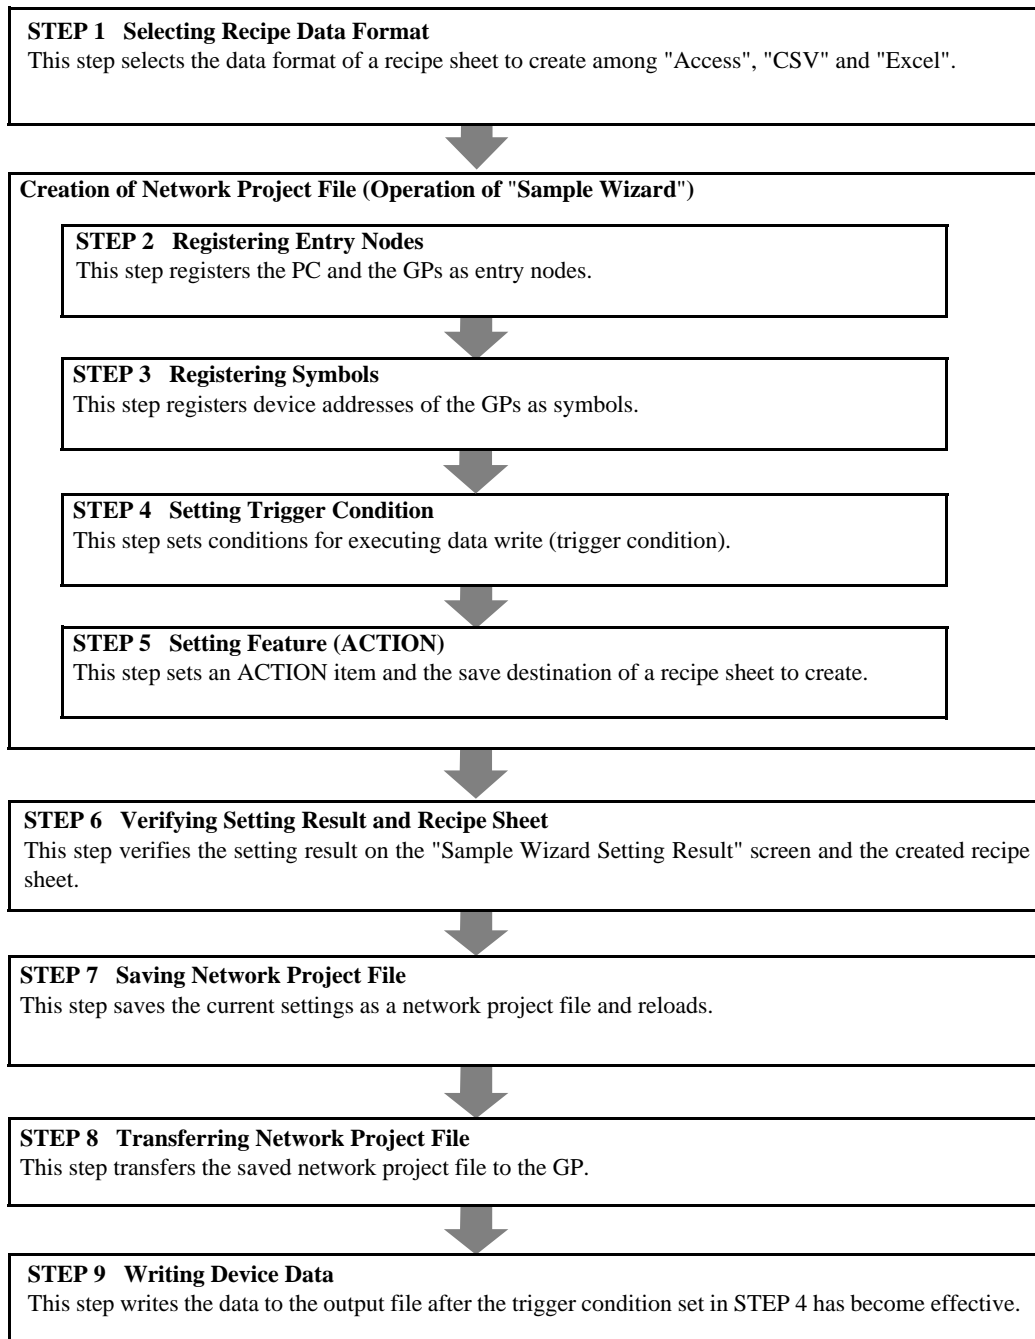 STEP 1 Selecting Recipe Data Format
This step selects the data format of a recipe sheet to create among "Access", "CSV" and "Excel".
Creation of Network Project File (Operation of "Sample Wizard")
STEP 2 Registering Entry Nodes
This step registers the PC and the GPs as entry nodes.
STEP 3 Registering Symbols
This step registers device addresses of the GPs as symbols.
STEP 4 Setting Trigger Condition
This step sets conditions for executing data write (trigger condition).
STEP 5 Setting Feature (ACTION)
This step sets an ACTION item and the save destination of a recipe sheet to create.
STEP 6 Verifying Setting Result and Recipe Sheet
This step verifies the setting result on the "Sample Wizard Setting Result" screen and the created recipe
sheet.
STEP 7 Saving Network Project File
This step saves the current settings as a network project file and reloads.
STEP 8 Transferring Network Project File
This step transfers the saved network project file to the GP.
STEP 9 Writing Device Data
This step writes the data to the output file after the trigger condition set in STEP 4 has become effective.